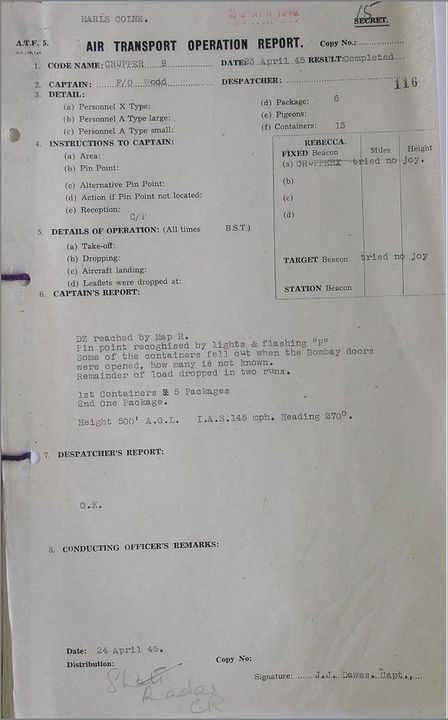 EARLS COLNE.
15
SECRET.
A.T.F. 5.
AIR TRANSPORT OPERATION REPORT. Copy No.:
1. CODE NAME: CRUPPER 9 DATE: 23 April. 45 RESULT: Completed
2. CAPTAIN: F/O Wodd DESPATCHER:
116
3. DETAIL:
(a) Personnel X Type:
(b) Personnel A Type large:
(c) Personnel A Type small:
(d) Package: 6
(e) Pigeons:
(f) Containers: 13
4. INSTRUCTIONS TO CAPTAIN:
(a) Area:
(b) Pin Point:
(c) Alternative Pin Point:
(d) Action if Pin Point not located:
(e) Reception:
C/P
REBECCA.
FIXED Beacon Miles Height
(a) tried no joy.
(b)
(c)
(d)
TARGET Beacon tried no joy
STATION Beacon
5. DETAILS OF OPERATION: (All times B.S.T.)
(a) Take-off:
(b) Dropping:
(c) Aircraft landing:
(d) Leaflets were dropped at:
6. CAPTAIN'S REPORT:
DZ reached by Map R.
Pin point recoghised by lights & flashing "P"
Some of the containers fell out when the Bombay doors
were opened, how many is not known.
Remainder of load dropped in two runs.
1st Containers & 5 Packages
2nd One Package.
Height 500' A.G.L. I.A.S.145 mph. Heading 270°.
7. DESPATCHER'S REPORT:
O.K.
8. CONDUCTING OFFICER'S REMARKS:
Date: 24 April 45.
Distribution:
Copy No:
Signature: J.J. Dawes. Capt.,
Radar
CR